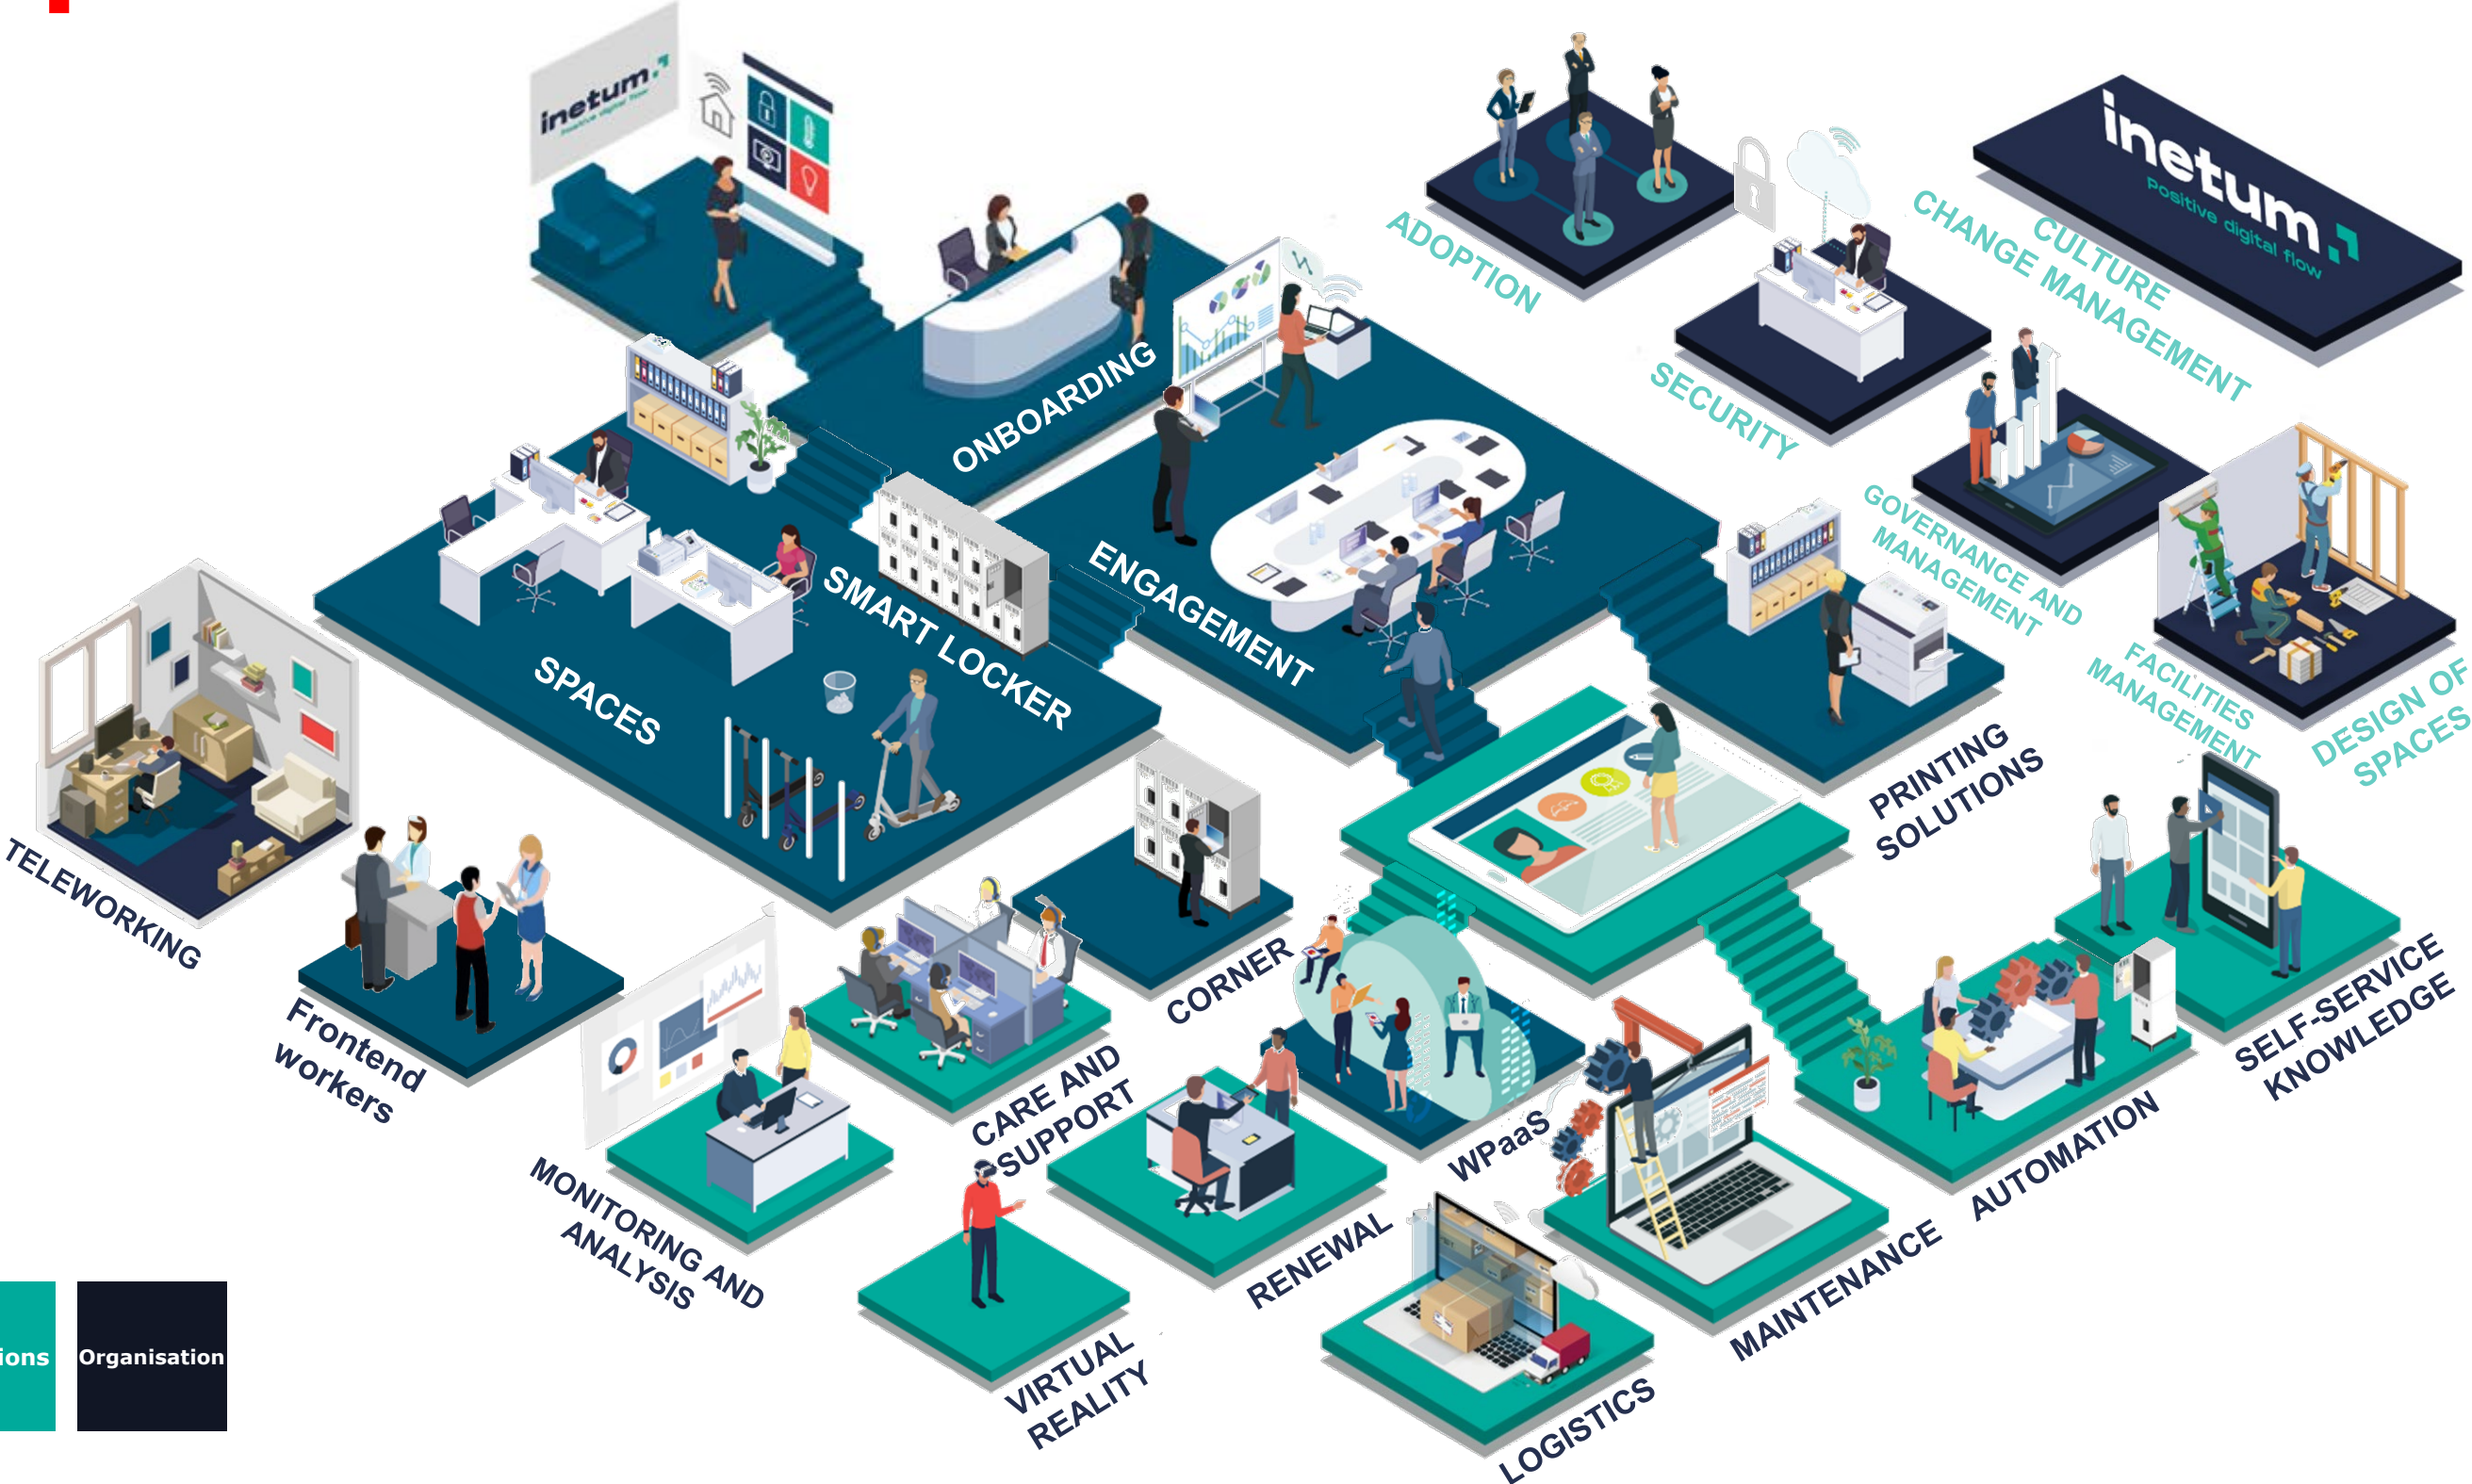 inetum
Positive digital flow
inetum
Positive digital flow
ADOPTION
CULTURE
CHANGE MANAGEMENT
SECURITY
ONBOARDING
GOVERNANCE AND
MANAGEMENT
ENGAGEMENT
SMART LOCKER
SPACES
FACILITIES
MANAGEMENT
DESIGN OF
SPACES
PRINTING
SOLUTIONS
TELEWORKING
Frontend
workers
CORNER
SELF-SERVICE
KNOWLEDGE
CARE AND
SUPPORT
WPaaS
AUTOMATION
MONITORING AND
ANALYSIS
RENEWAL
MAINTENANCE
VIRTUAL
REALITY
LOGISTICS
ions
Organisation